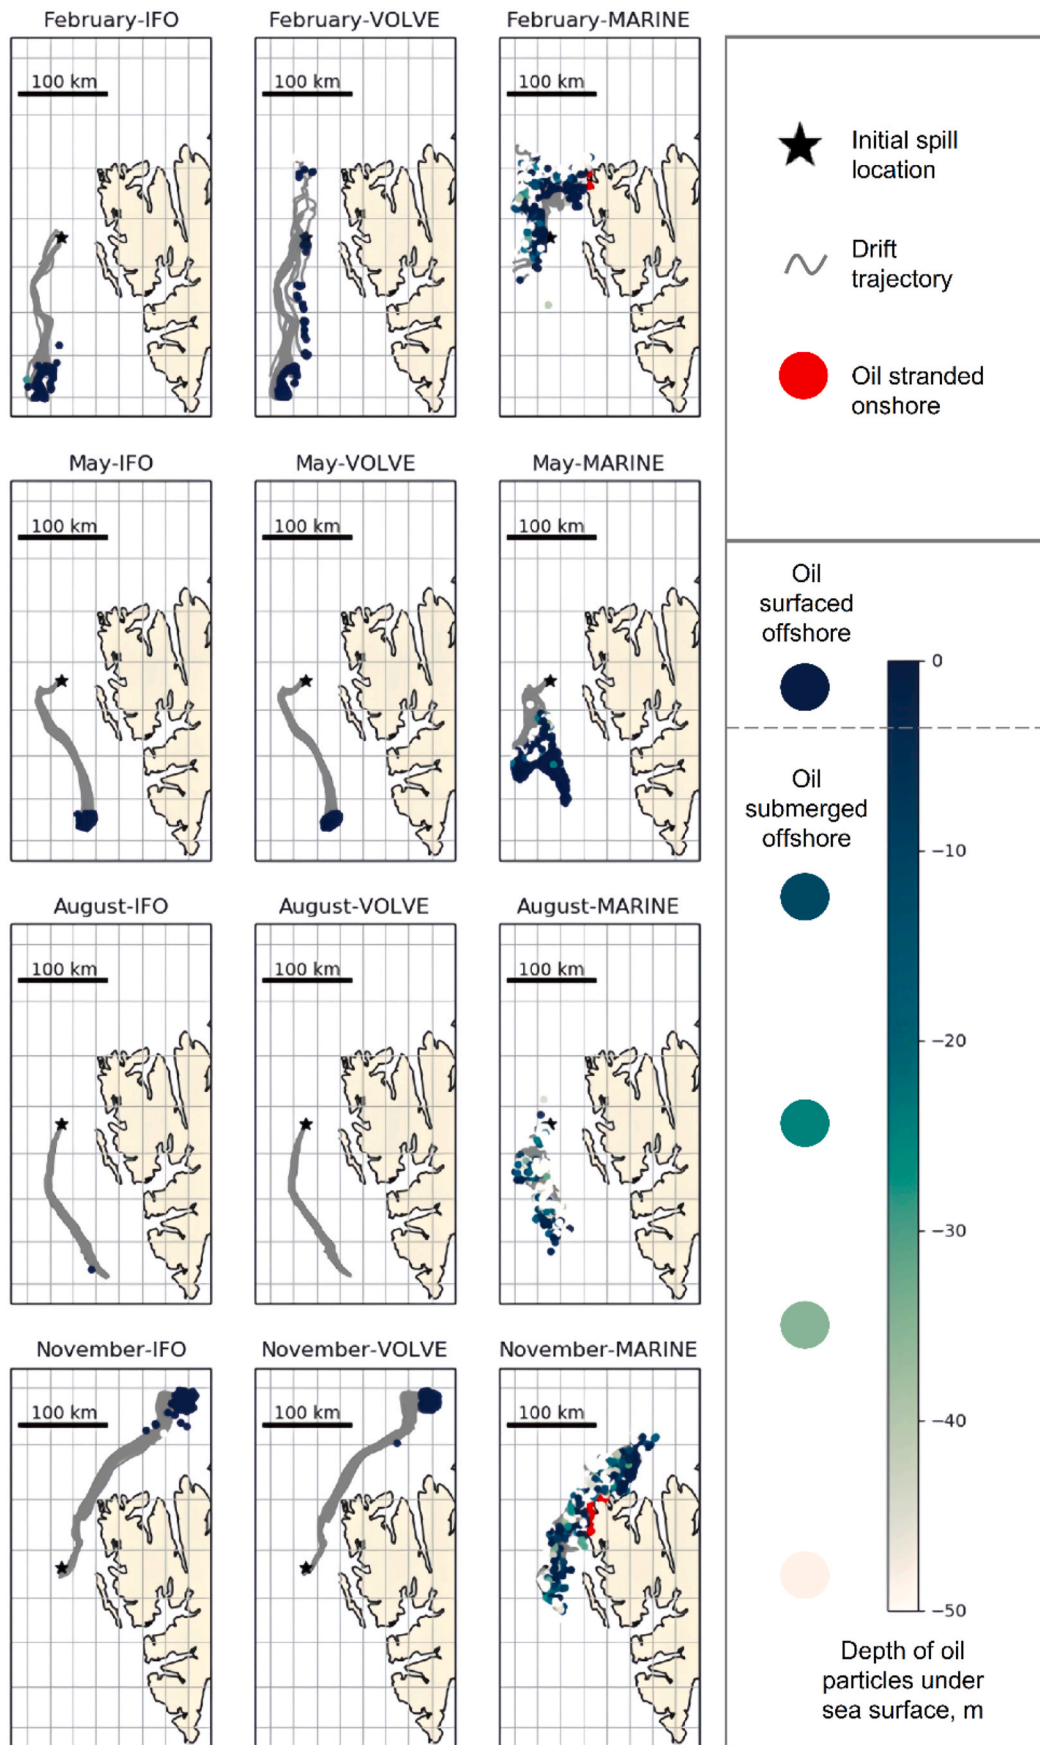 February-IFO
February-VOLVE
February-MARINE
100 km
100 km
100 km
Initial spill
location
Drift
trajectory
Oil stranded
onshore
May-IFO
May-VOLVE
May-MARINE
100 km
100 km
100 km
Oil
surfaced
offshore
0
Oil
submerged
offshore
−10
August-IFO
August-VOLVE
August-MARINE
100 km
100 km
100 km
−20
−30
November-IFO
November-VOLVE
November-MARINE
100 km
100 km
100 km
−40
−50
Depth of oil
particles under
sea surface, m